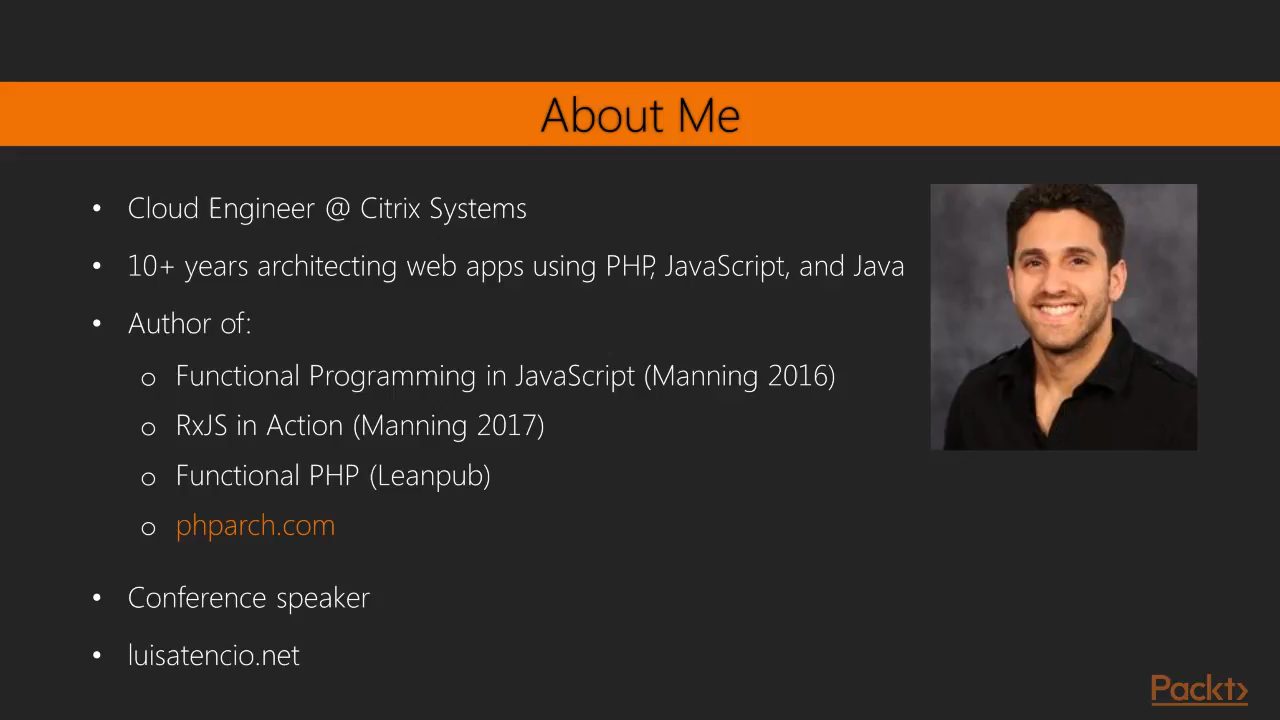 About Me
• Cloud Engineer @ Citrix Systems
• 10+ years architecting web apps using PHP, JavaScript, and Java
• Author of:
o Functional Programming in JavaScript (Manning 2016)
o RxJS in Action (Manning 2017)
o Functional PHP (Leanpub)
o phparch.com
• Conference speaker
• luisatencio.net
Packt>